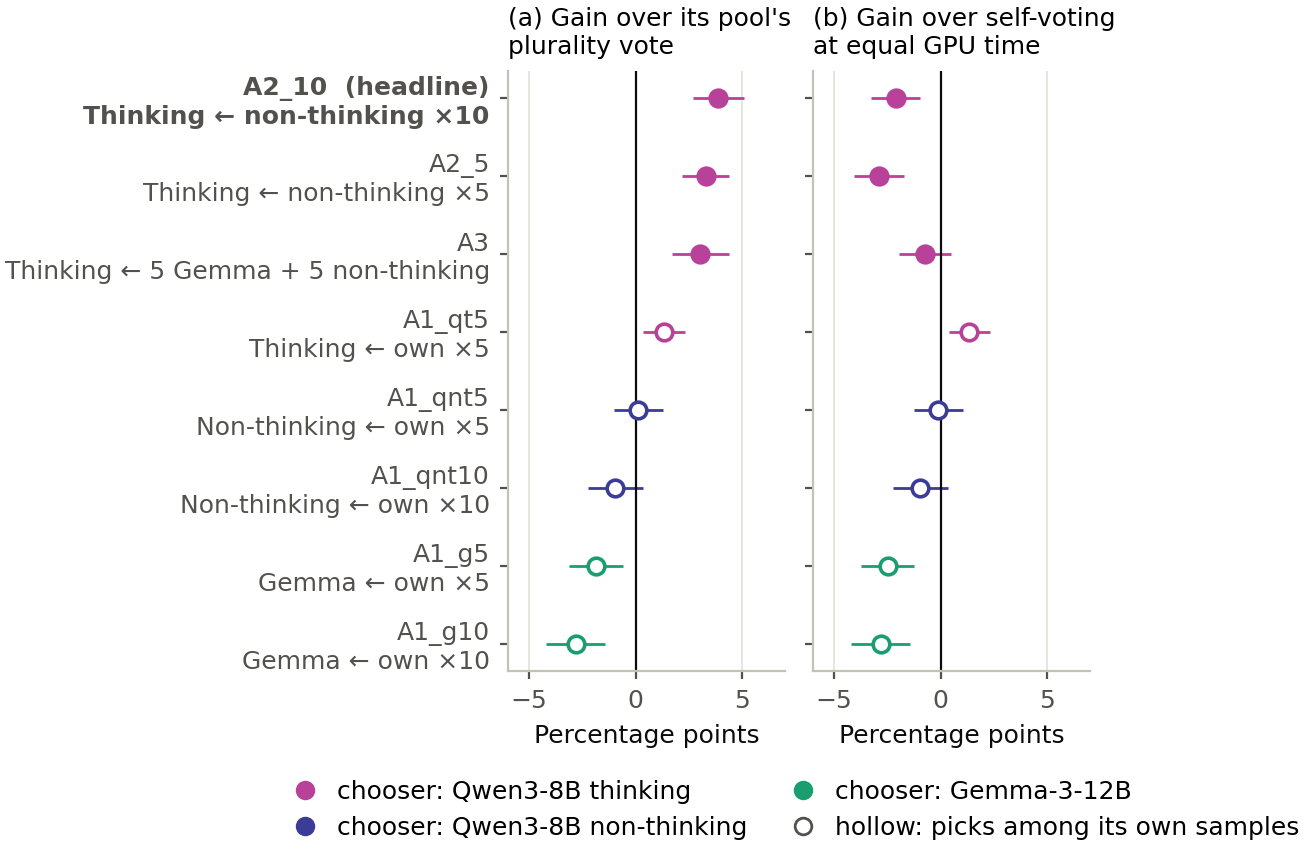 (a) Gain over its pool's
plurality vote
(b) Gain over self-voting
at equal GPU time
A2_10  (headline)
Thinking ← non-thinking ×10
A2_5
Thinking ← non-thinking ×5
A3
Thinking ← 5 Gemma + 5 non-thinking
A1_qt5
Thinking ← own ×5
A1_qnt5
Non-thinking ← own ×5
A1_qnt10
Non-thinking ← own ×10
A1_g5
Gemma ← own ×5
A1_g10
Gemma ← own ×10
−5 0 5
−5 0 5
Percentage points
Percentage points
chooser: Qwen3-8B thinking
chooser: Qwen3-8B non-thinking
chooser: Gemma-3-12B
hollow: picks among its own samples